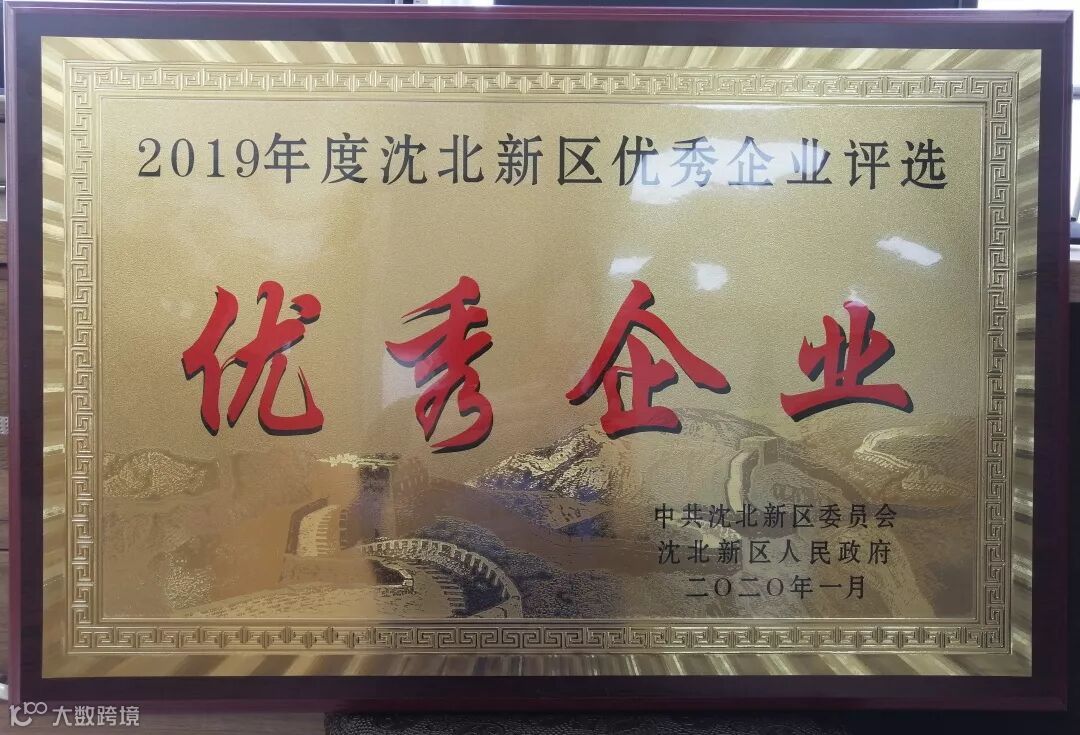 2019年度沈北新区优秀企业评选
优秀企业
中共沈北新区委员会
沈北新区人民政府
二〇二〇年一月
大数跨境